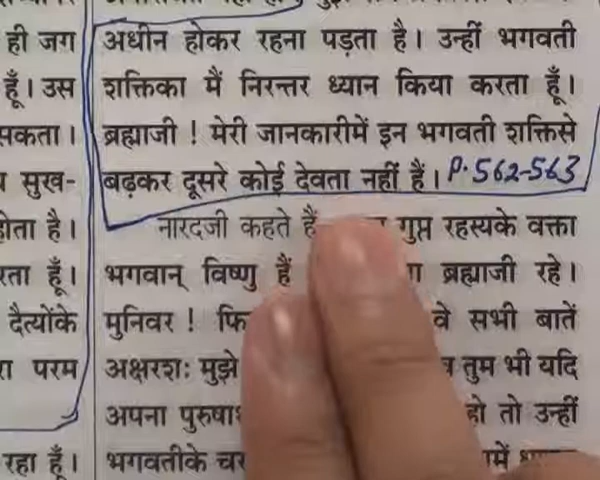 ही जग
हूँ। उस
सकता।
सुख-
होता है।
रता हूँ।
दैत्योंके
परम
रहा हूँ।
अधीन होकर रहना पड़ता है। उन्हीं भगवती
शक्तिका मैं निरन्तर ध्यान किया करता हूँ।
ब्रह्माजी ! मेरी जानकारीमें इन भगवती शक्तिसे
बढ़कर दूसरे कोई देवता नहीं हैं। P. 562-563
नारदजी कहते हैं गुप्त रहस्यके वक्ता
भगवान् विष्णु हैं ब्रह्माजी रहे।
मुनिवर ! वे सभी बातें
अक्षरशः मुझे तुम भी यदि
अपना हो तो उन्हीं
भगवतीके